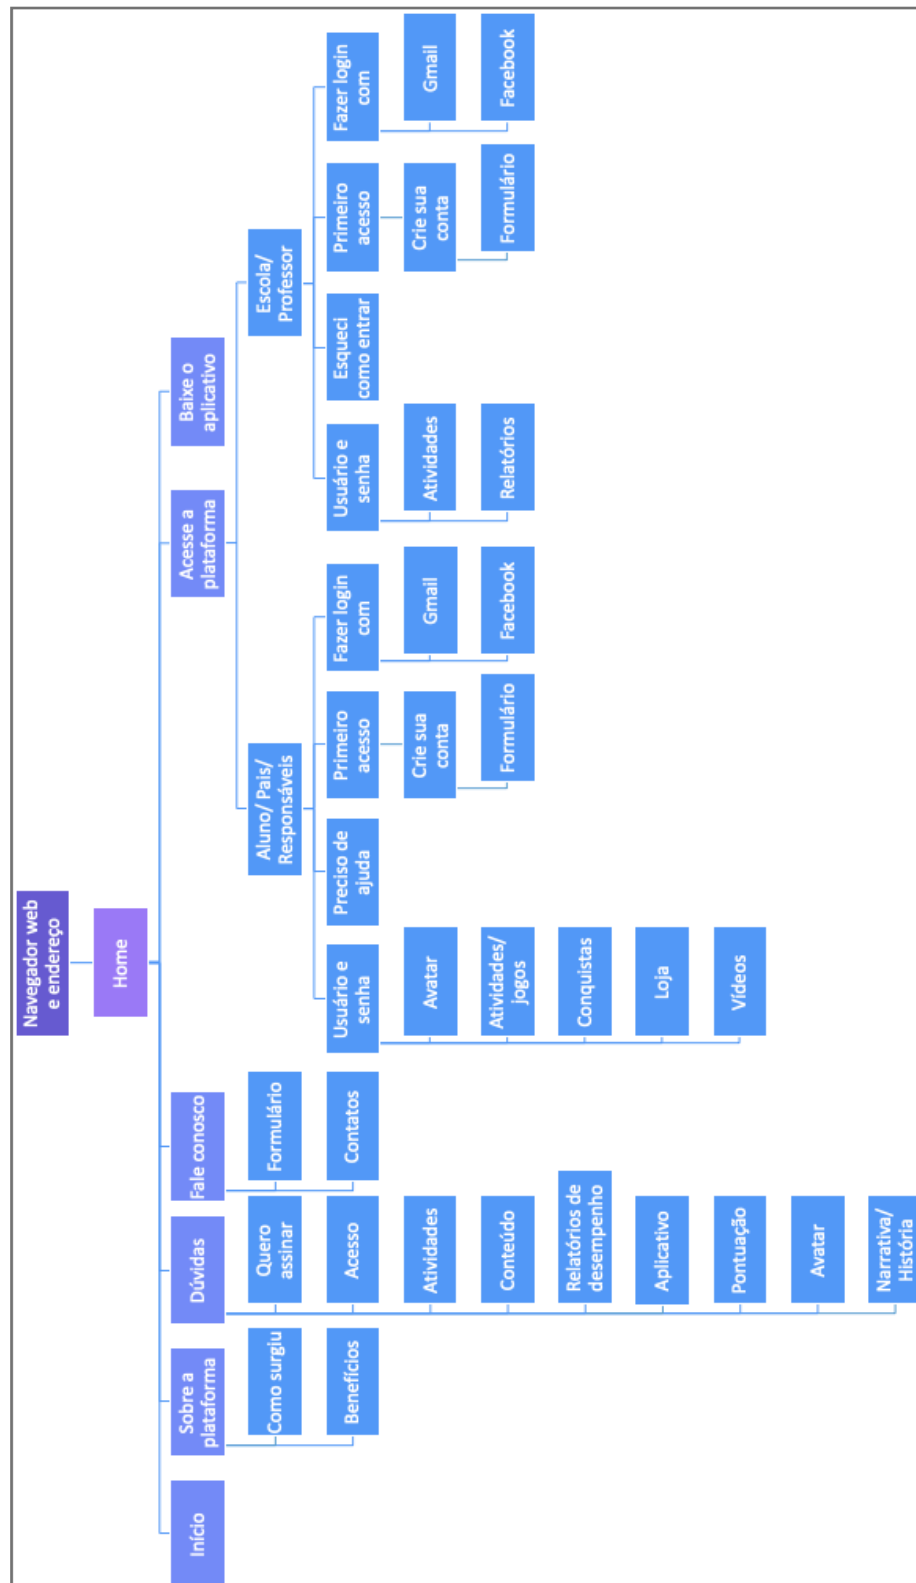 Navegador web
e endereço
Home
Início
Sobre a
plataforma
Como surgiu
Benefícios
Dúvidas
Quero
assinar
Acesso
Atividades
Conteúdo
Relatórios de
desempenho
Aplicativo
Pontuação
Avatar
Narrativa/
História
Fale conosco
Formulário
Contatos
Acesse a
plataforma
Aluno/ Pais/
Responsáveis
Usuário e
senha
Avatar
Atividades/
jogos
Conquistas
Loja
Vídeos
Preciso de
ajuda
Primeiro
acesso
Crie sua
conta
Formulário
Fazer login
com
Gmail
Facebook
Escola/
Professor
Usuário e
senha
Atividades
Relatórios
Esqueci
como entrar
Primeiro
acesso
Crie sua
conta
Formulário
Fazer login
com
Gmail
Facebook
Baixe o
aplicativo